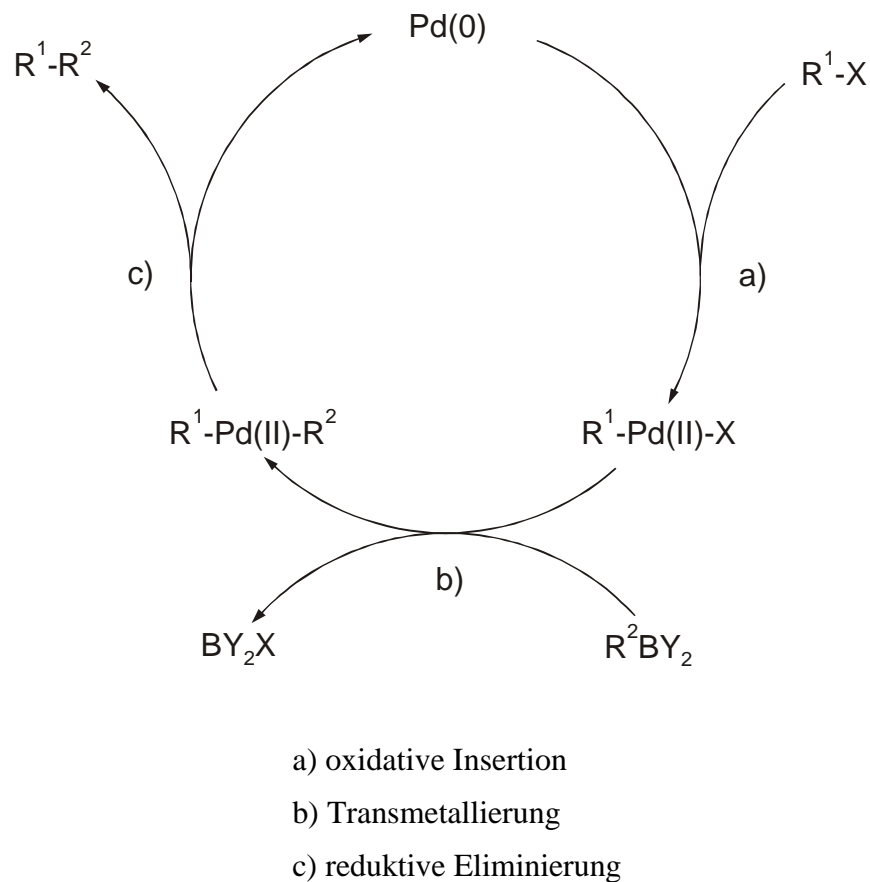 Pd(0)
R¹-R²
R¹-X
c)
a)
R¹-Pd(II)-R²
R¹-Pd(II)-X
b)
BY₂X
R²BY₂
a) oxidative Insertion
b) Transmetallierung
c) reduktive Eliminierung